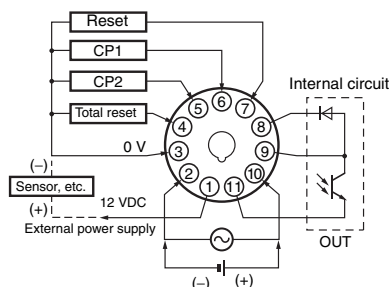 Reset
CP1
CP2
Total reset
0 V
(−)
Sensor, etc.
(+)
12 VDC
External power supply
6
5
7
4
8
3
9
2
10
1
11
Internal circuit
OUT
(−)
(+)